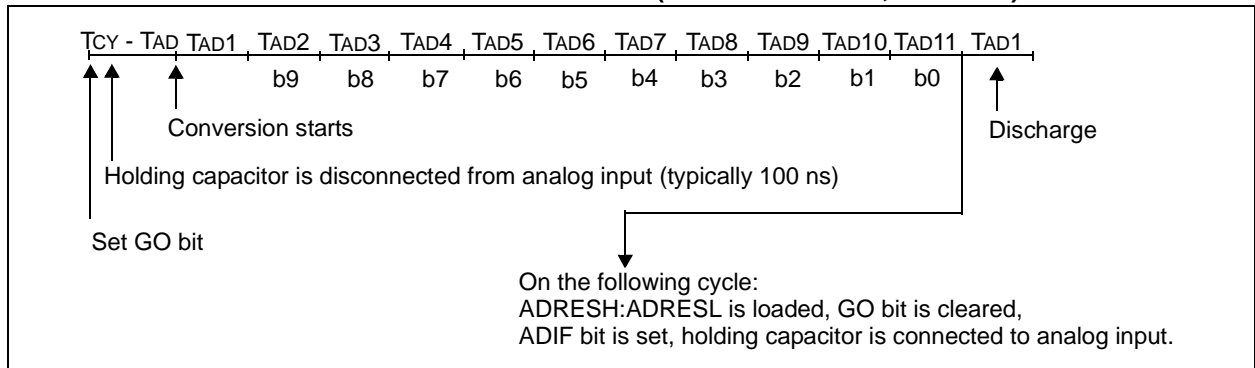 TCY - TAD TAD1 TAD2 TAD3 TAD4 TAD5 TAD6 TAD7 TAD8 TAD9 TAD10 TAD11 TAD1
b9 b8 b7 b6 b5 b4 b3 b2 b1 b0
Conversion starts
Discharge
Holding capacitor is disconnected from analog input (typically 100 ns)
Set GO bit
On the following cycle:
ADRESH:ADRESL is loaded, GO bit is cleared,
ADIF bit is set, holding capacitor is connected to analog input.